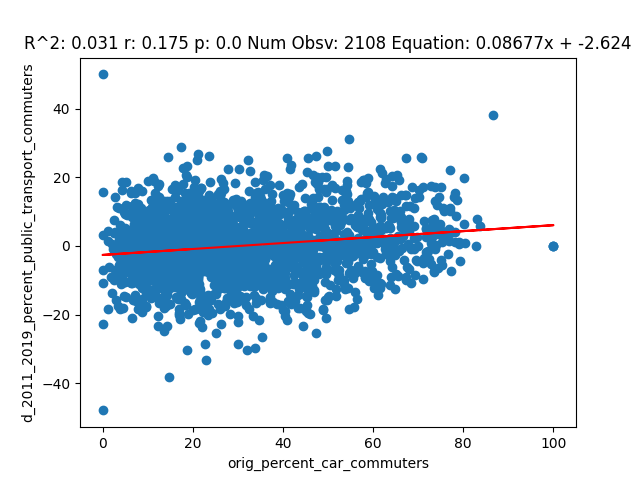 R^2: 0.031 r: 0.175 p: 0.0 Num Obsv: 2108 Equation: 0.08677x + -2.624
d_2011_2019_percent_public_transport_commuters
40
20
0
−20
−40
0 20 40 60 80 100
orig_percent_car_commuters